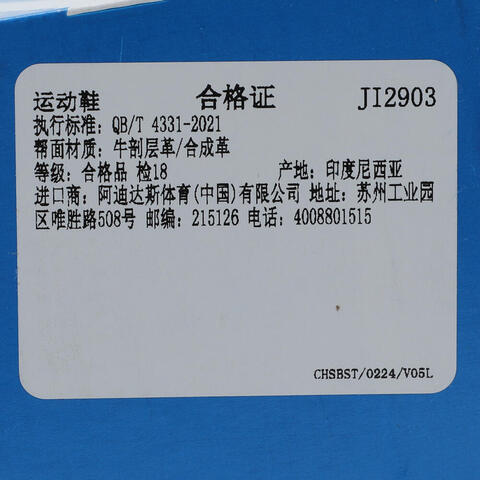 运动鞋 合格证 JI2903
执行标准: QB/T 4331-2021
帮面材质: 牛剖层革/合成革
等级: 合格品 检18 产地: 印度尼西亚
进口商: 阿迪达斯体育(中国)有限公司 地址: 苏州工业园
区唯胜路508号 邮编: 215126 电话: 4008801515
CHSBST/0224/V05L